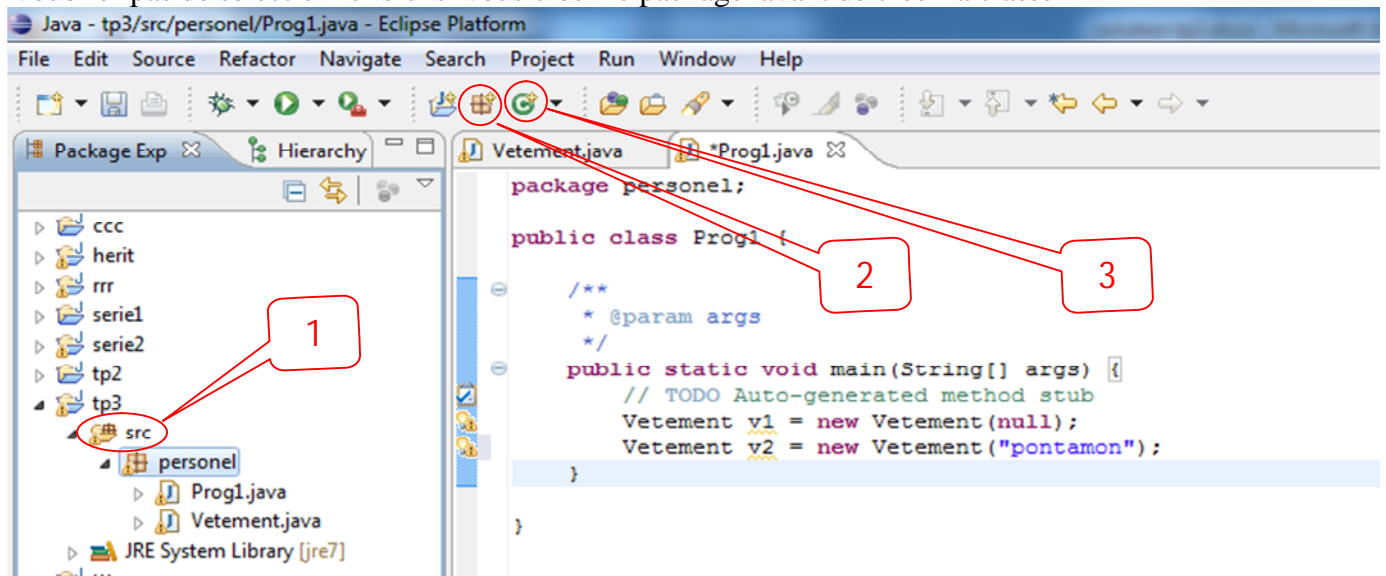 Java - tp3/src/personel/Prog1.java - Eclipse Platform
File Edit Source Refactor Navigate Search Project Run Window Help
Package Exp Hierarchy
Vetement.java *Prog1.java
ccc
herit
rrr
serie1
serie2
tp2
tp3
src
personel
Prog1.java
Vetement.java
JRE System Library [jre7]
1
package personel;
public class Prog1 {
/**
* @param args
*/
public static void main(String[] args) {
// TODO Auto-generated method stub
Vetement v1 = new Vetement(null);
Vetement v2 = new Vetement("pontamon");
}
}
2
3